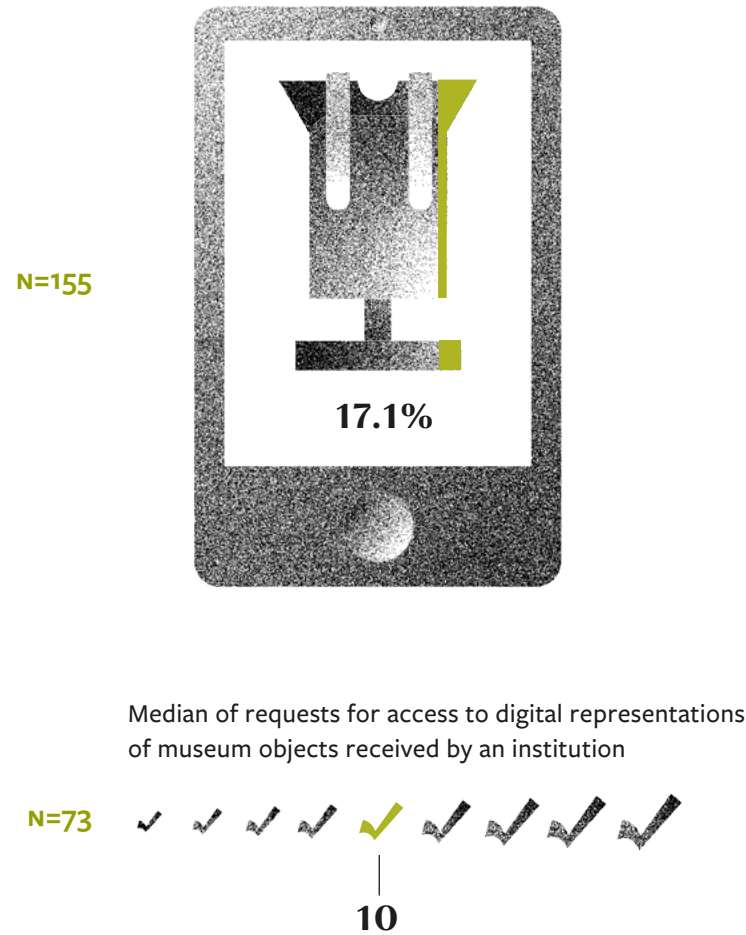 N=155
17.1%
Median of requests for access to digital representations
of museum objects received by an institution
N=73
10